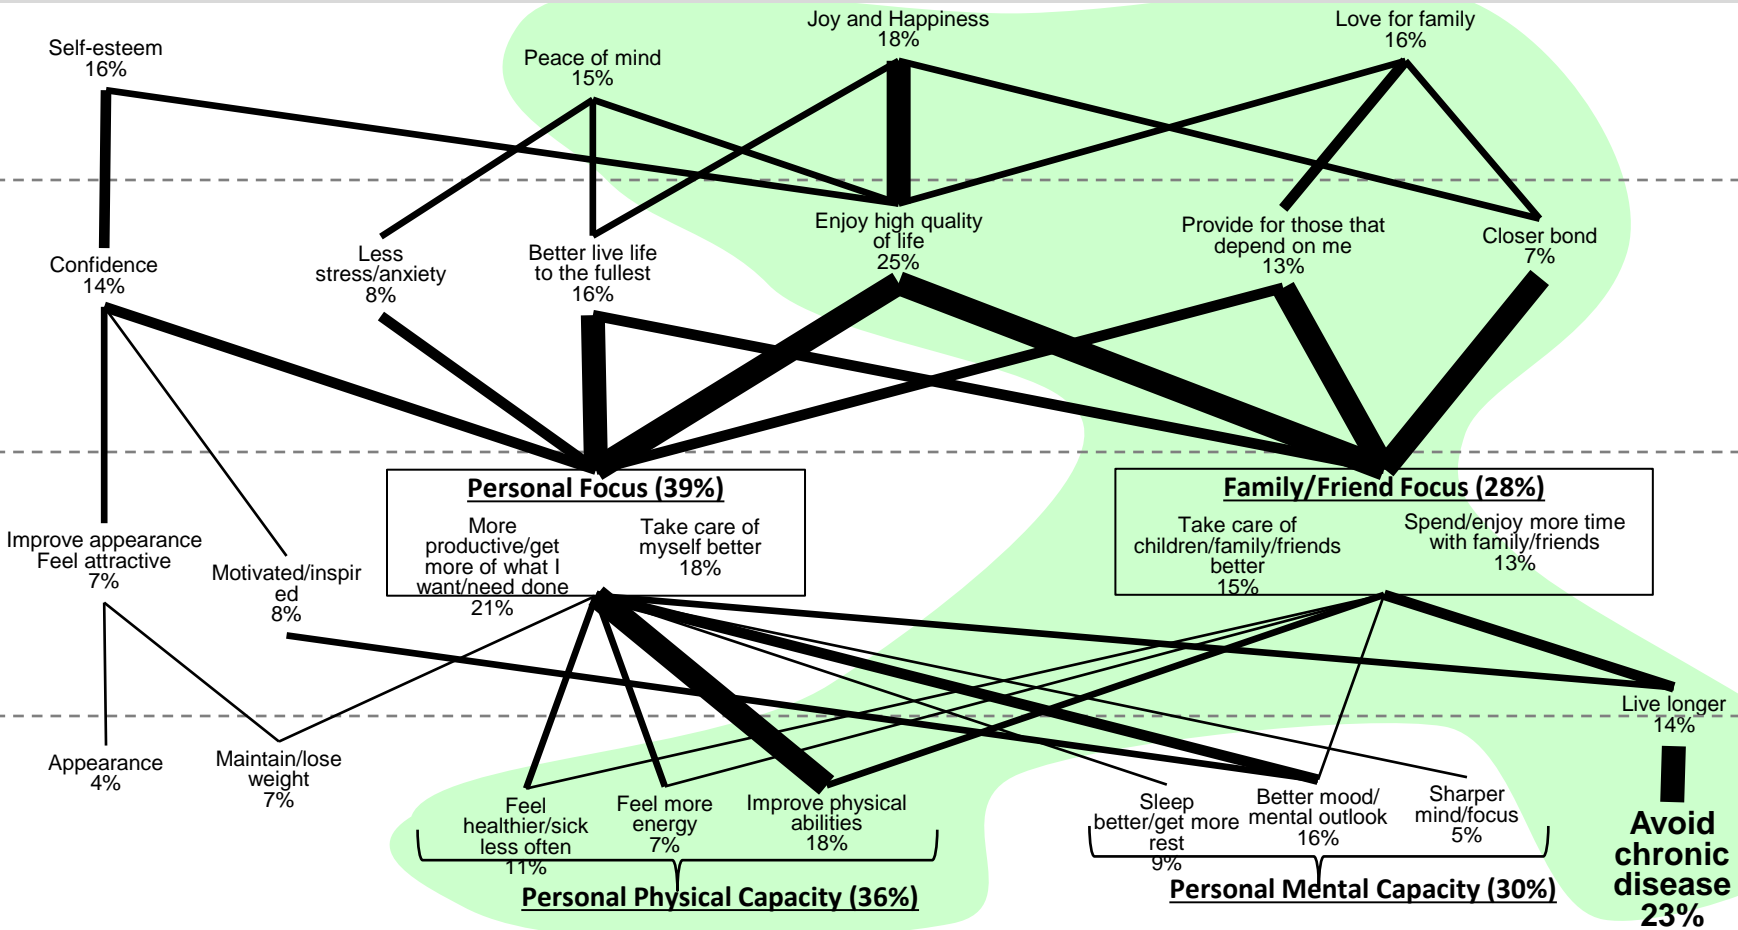 Self-esteem
16%
Peace of mind
15%
Joy and Happiness
18%
Love for family
16%
Confidence
14%
Less
stress/anxiety
8%
Better live life
to the fullest
16%
Enjoy high quality
of life
25%
Provide for those that
depend on me
13%
Closer bond
7%
Improve appearance
Feel attractive
7%
Motivated/inspir
ed
8%
Personal Focus (39%)
More
productive/get
more of what I
want/need done
21%
Take care of
myself better
18%
Family/Friend Focus (28%)
Take care of
children/family/friends
better
15%
Spend/enjoy more time
with family/friends
13%
Live longer
14%
Appearance
4%
Maintain/lose
weight
7%
Feel
healthier/sick
less often
11%
Feel more
energy
7%
Improve physical
abilities
18%
Personal Physical Capacity (36%)
Sleep
better/get more
rest
9%
Better mood/
mental outlook
16%
Sharper
mind/focus
5%
Personal Mental Capacity (30%)
Avoid
chronic
disease
23%